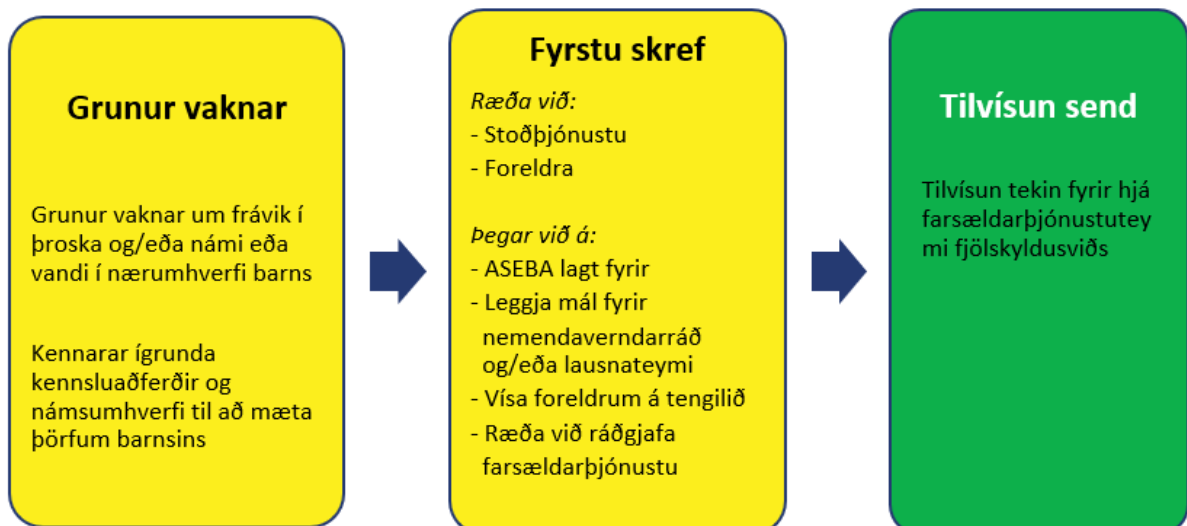 Grunur vaknar
Grunur vaknar um frávik í
þroska og/eða námi eða
vandi í nærumhverfi barns
Kennarar ígrunda
kennsluaðferðir og
námsumhverfi til að mæta
þörfum barnsins
Fyrstu skref
Ræða við:
- Stoðþjónustu
- Foreldra
Þegar við á:
- ASEBA lagt fyrir
- Leggja mál fyrir
nemendaverndarráð
og/eða lausnateymi
- Vísa foreldrum á tengilið
- Ræða við ráðgjafa
farsældarþjónustu
Tilvísun send
Tilvísun tekin fyrir hjá
farsældarþjónustutey
mi fjölskyldusviðs